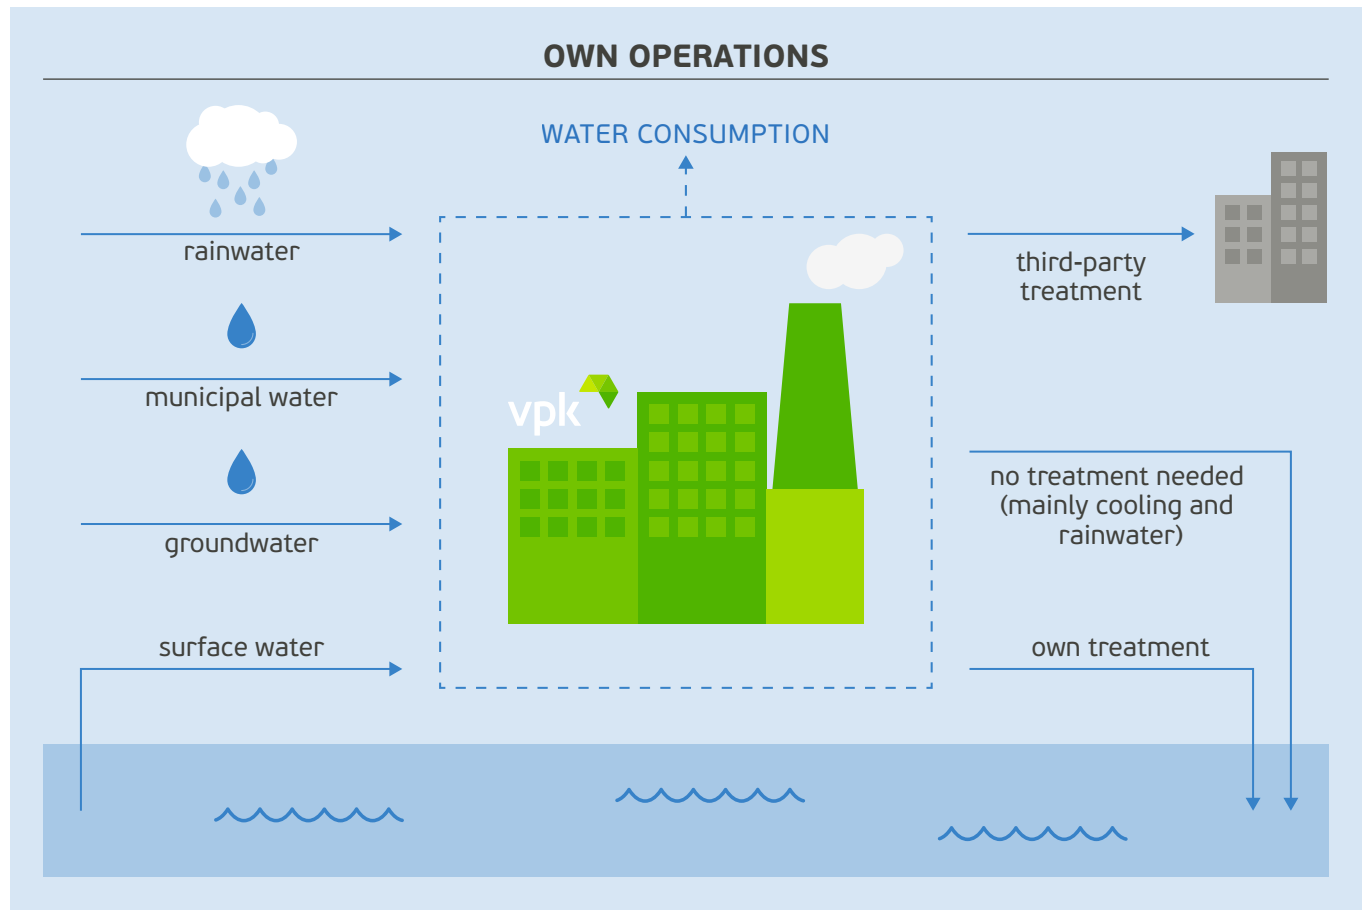 OWN OPERATIONS
WATER CONSUMPTION
rainwater
municipal water
groundwater
surface water
vpk
third-party
treatment
no treatment needed
(mainly cooling and
rainwater)
own treatment